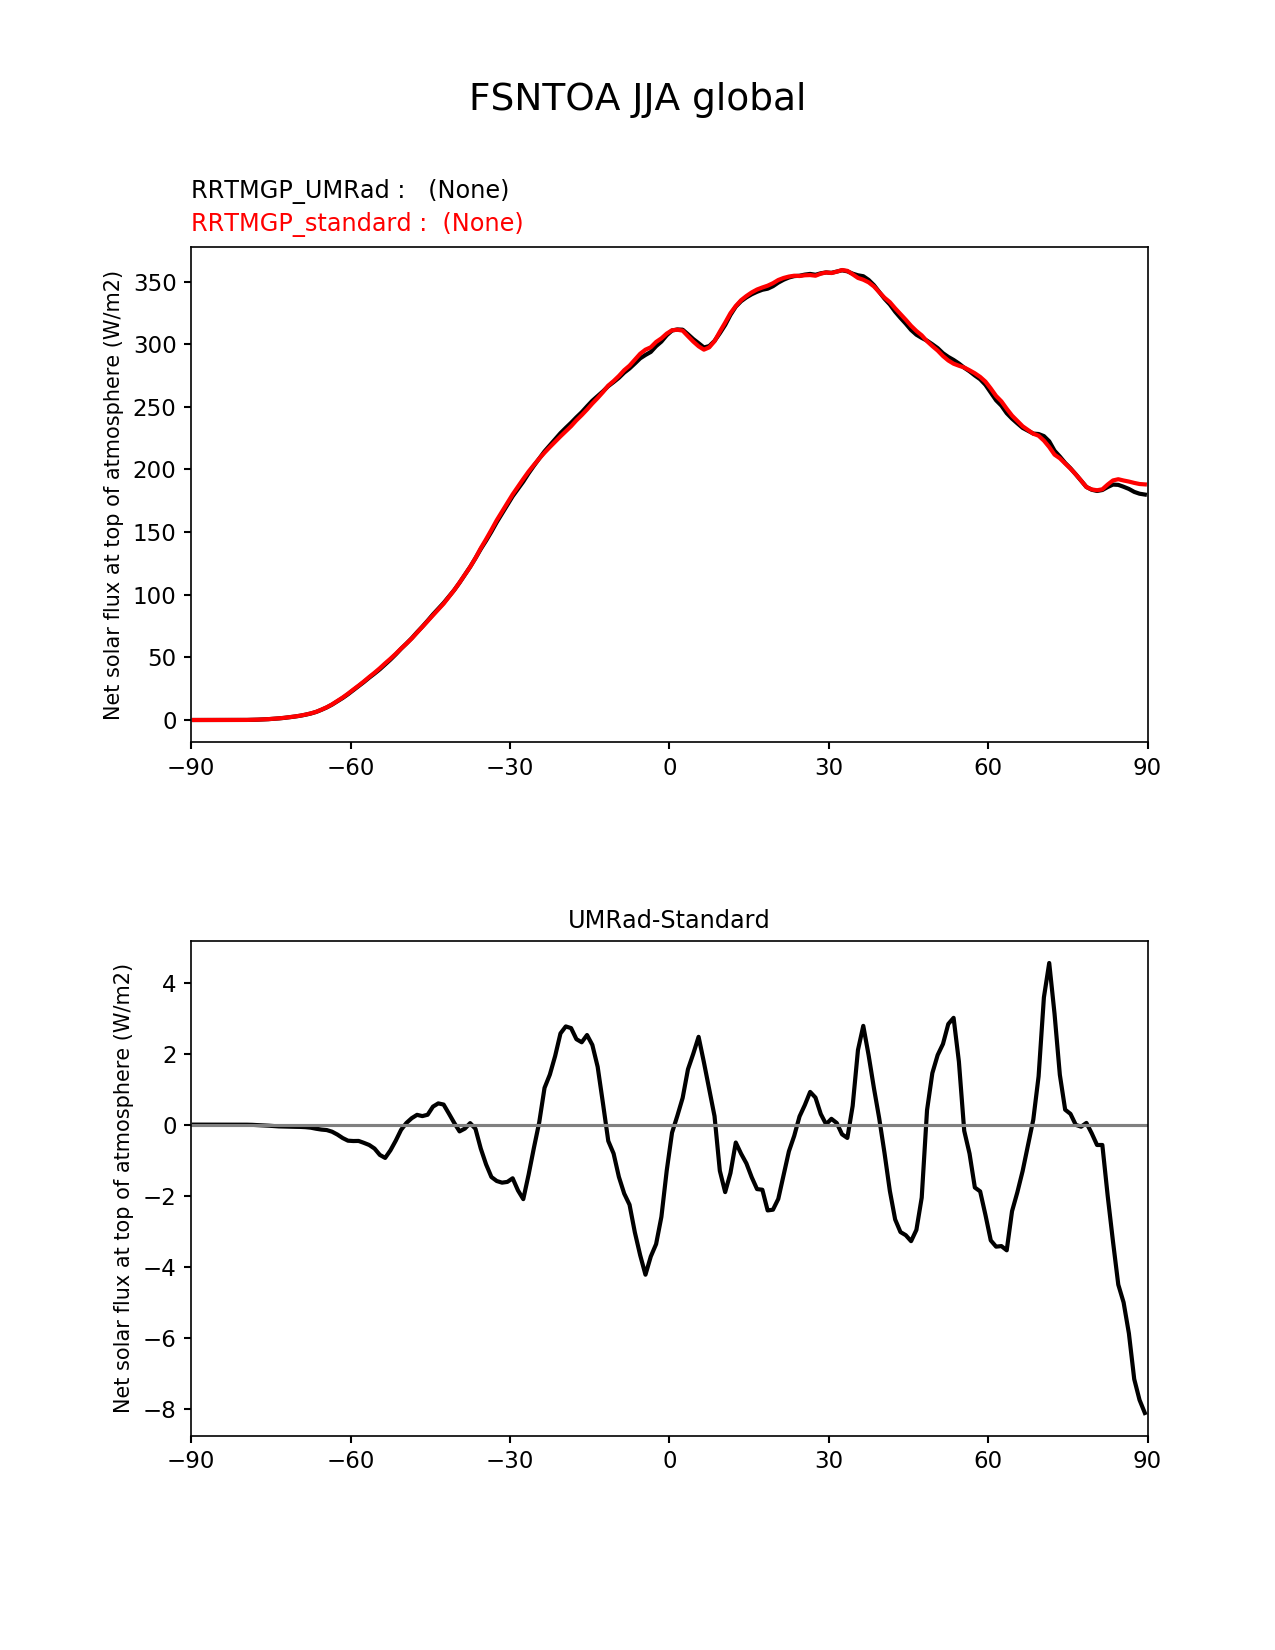 FSNTOA JJA global
RRTMGP_UMRad :   (None)
RRTMGP_standard :  (None)
Net solar flux at top of atmosphere (W/m2)
350
300
250
200
150
100
50
0
−90 −60 −30 0 30 60 90
UMRad-Standard
Net solar flux at top of atmosphere (W/m2)
4
2
0
−2
−4
−6
−8
−90 −60 −30 0 30 60 90